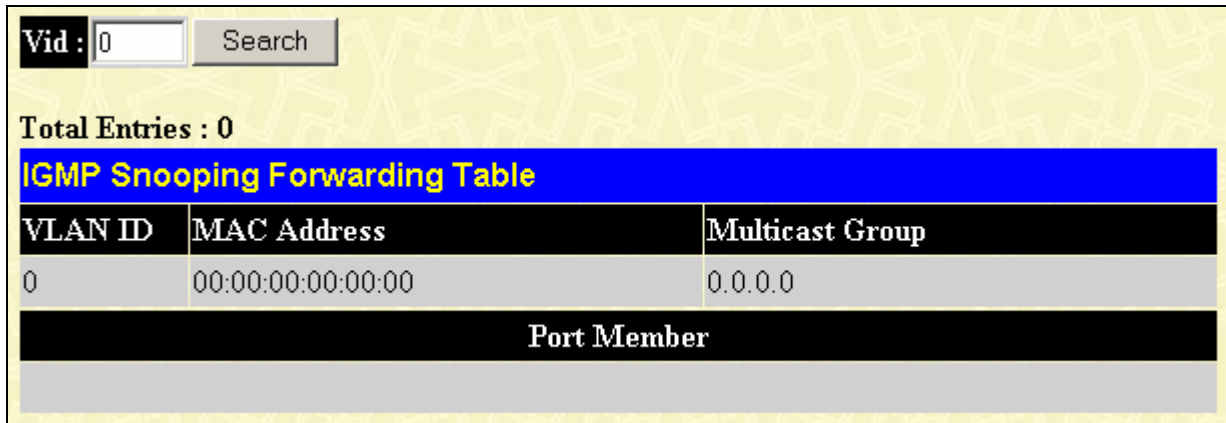 Vid : 0 Search
Total Entries : 0
IGMP Snooping Forwarding Table
VLAN ID MAC Address Multicast Group
0 00:00:00:00:00:00 0.0.0.0
Port Member